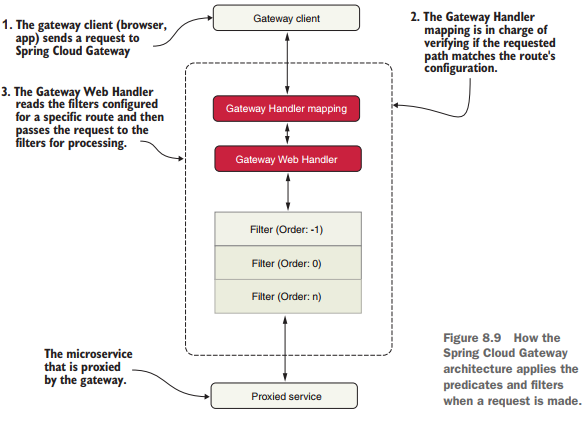 1. The gateway client (browser,
app) sends a request to
Spring Cloud Gateway
Gateway client
2. The Gateway Handler
mapping is in charge of
verifying if the requested
path matches the route's
configuration.
3. The Gateway Web Handler
reads the filters configured
for a specific route and then
passes the request to the
filters for processing.
Gateway Handler mapping
Gateway Web Handler
Filter (Order: -1)
Filter (Order: 0)
Filter (Order: n)
The microservice
that is proxied
by the gateway.
Proxied service
Figure 8.9 How the
Spring Cloud Gateway
architecture applies the
predicates and filters
when a request is made.